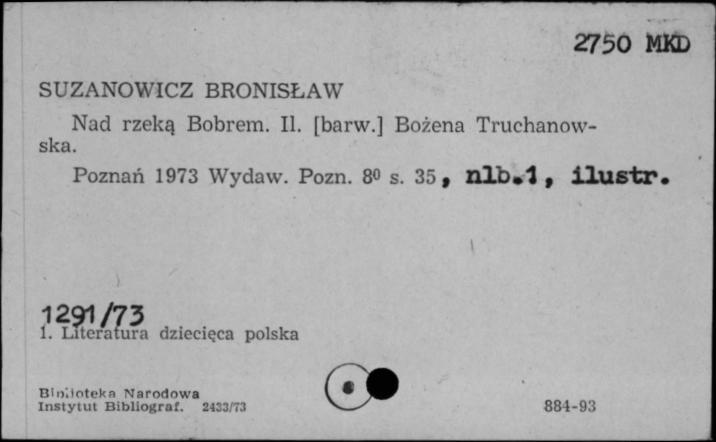 2750 MKD
SUZANOWICZ BRONISŁAW
Nad rzeką Bobrem. Il. [barw.] Bożena Truchanow-
ska.
Poznań 1973 Wydaw. Pozn. 8⁰ s. 35, nlb.1, ilustr.
1291/73
1. Literatura dziecięca polska
Biblioteka Narodowa
Instytut Bibliograf. 2433/73
884-93